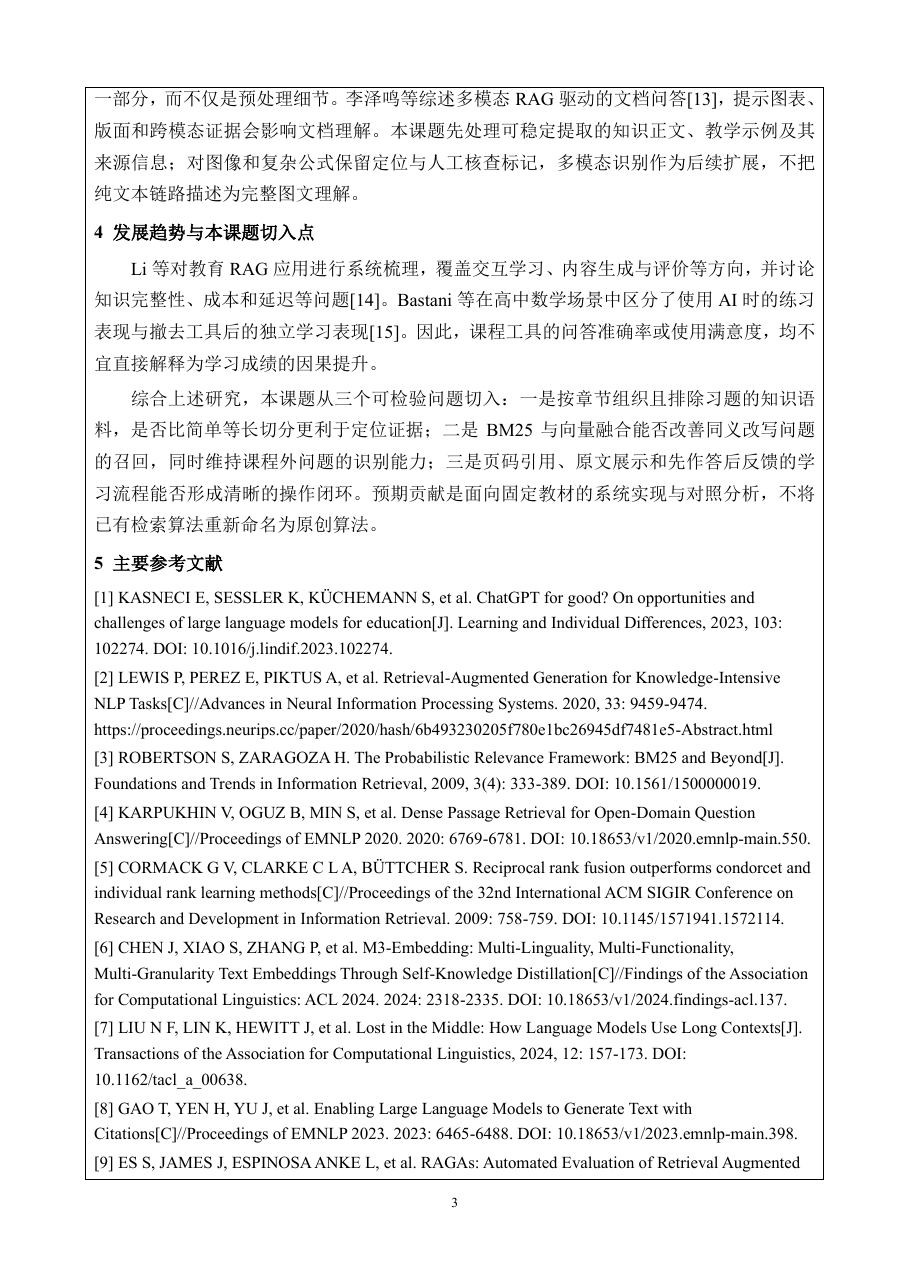 一部分，而不仅是预处理细节。李泽鸣等综述多模态 RAG 驱动的文档问答[13]，提示图表、
版面和跨模态证据会影响文档理解。本课题先处理可稳定提取的知识正文、教学示例及其
来源信息；对图像和复杂公式保留定位与人工核查标记，多模态识别作为后续扩展，不把
纯文本链路描述为完整图文理解。
4 发展趋势与本课题切入点
Li 等对教育 RAG 应用进行系统梳理，覆盖交互学习、内容生成与评价等方向，并讨论
知识完整性、成本和延迟等问题[14]。Bastani 等在高中数学场景中区分了使用 AI 时的练习
表现与撤去工具后的独立学习表现[15]。因此，课程工具的问答准确率或使用满意度，均不
宜直接解释为学习成绩的因果提升。
综合上述研究，本课题从三个可检验问题切入：一是按章节组织且排除习题的知识语
料，是否比简单等长切分更利于定位证据；二是 BM25 与向量融合能否改善同义改写问题
的召回，同时维持课程外问题的识别能力；三是页码引用、原文展示和先作答后反馈的学
习流程能否形成清晰的操作闭环。预期贡献是面向固定教材的系统实现与对照分析，不将
已有检索算法重新命名为原创算法。
5 主要参考文献
[1] KASNECI E, SESSLER K, KÜCHEMANN S, et al. ChatGPT for good? On opportunities and
challenges of large language models for education[J]. Learning and Individual Differences, 2023, 103:
102274. DOI: 10.1016/j.lindif.2023.102274.
[2] LEWIS P, PEREZ E, PIKTUS A, et al. Retrieval-Augmented Generation for Knowledge-Intensive
NLP Tasks[C]//Advances in Neural Information Processing Systems. 2020, 33: 9459-9474.
https://proceedings.neurips.cc/paper/2020/hash/6b493230205f780e1bc26945df7481e5-Abstract.html
[3] ROBERTSON S, ZARAGOZA H. The Probabilistic Relevance Framework: BM25 and Beyond[J].
Foundations and Trends in Information Retrieval, 2009, 3(4): 333-389. DOI: 10.1561/1500000019.
[4] KARPUKHIN V, OGUZ B, MIN S, et al. Dense Passage Retrieval for Open-Domain Question
Answering[C]//Proceedings of EMNLP 2020. 2020: 6769-6781. DOI: 10.18653/v1/2020.emnlp-main.550.
[5] CORMACK G V, CLARKE C L A, BÜTTCHER S. Reciprocal rank fusion outperforms condorcet and
individual rank learning methods[C]//Proceedings of the 32nd International ACM SIGIR Conference on
Research and Development in Information Retrieval. 2009: 758-759. DOI: 10.1145/1571941.1572114.
[6] CHEN J, XIAO S, ZHANG P, et al. M3-Embedding: Multi-Linguality, Multi-Functionality,
Multi-Granularity Text Embeddings Through Self-Knowledge Distillation[C]//Findings of the Association
for Computational Linguistics: ACL 2024. 2024: 2318-2335. DOI: 10.18653/v1/2024.findings-acl.137.
[7] LIU N F, LIN K, HEWITT J, et al. Lost in the Middle: How Language Models Use Long Contexts[J].
Transactions of the Association for Computational Linguistics, 2024, 12: 157-173. DOI:
10.1162/tacl_a_00638.
[8] GAO T, YEN H, YU J, et al. Enabling Large Language Models to Generate Text with
Citations[C]//Proceedings of EMNLP 2023. 2023: 6465-6488. DOI: 10.18653/v1/2023.emnlp-main.398.
[9] ES S, JAMES J, ESPINOSA ANKE L, et al. RAGAs: Automated Evaluation of Retrieval Augmented
3